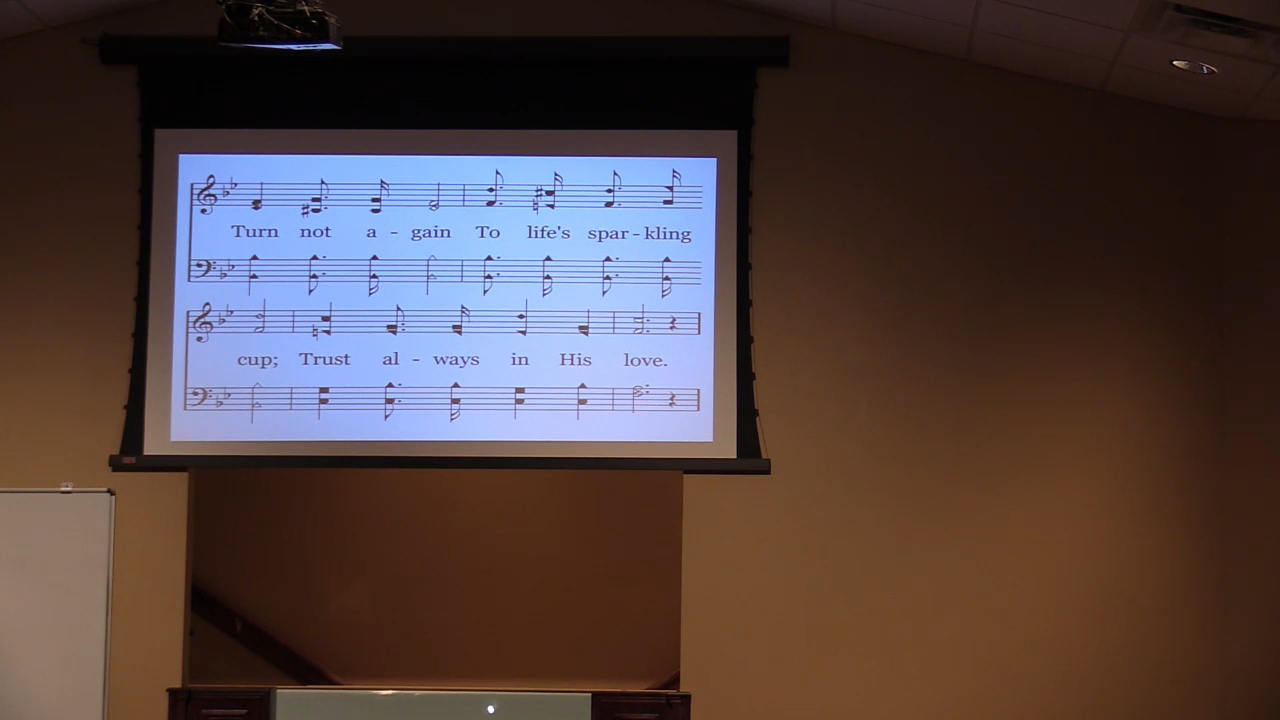 Turn not a - gain To life's spar - kling
cup; Trust al - ways in His love.